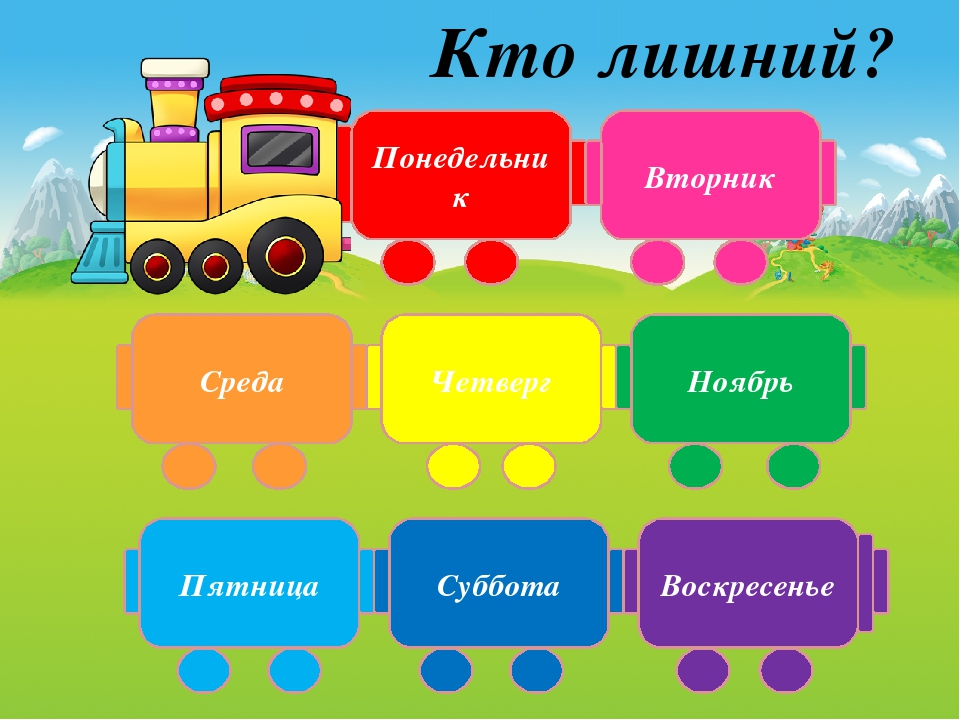 Кто лишний?
Понедельни
к
Вторник
Среда
Четверг
Ноябрь
Пятница
Суббота
Воскресенье